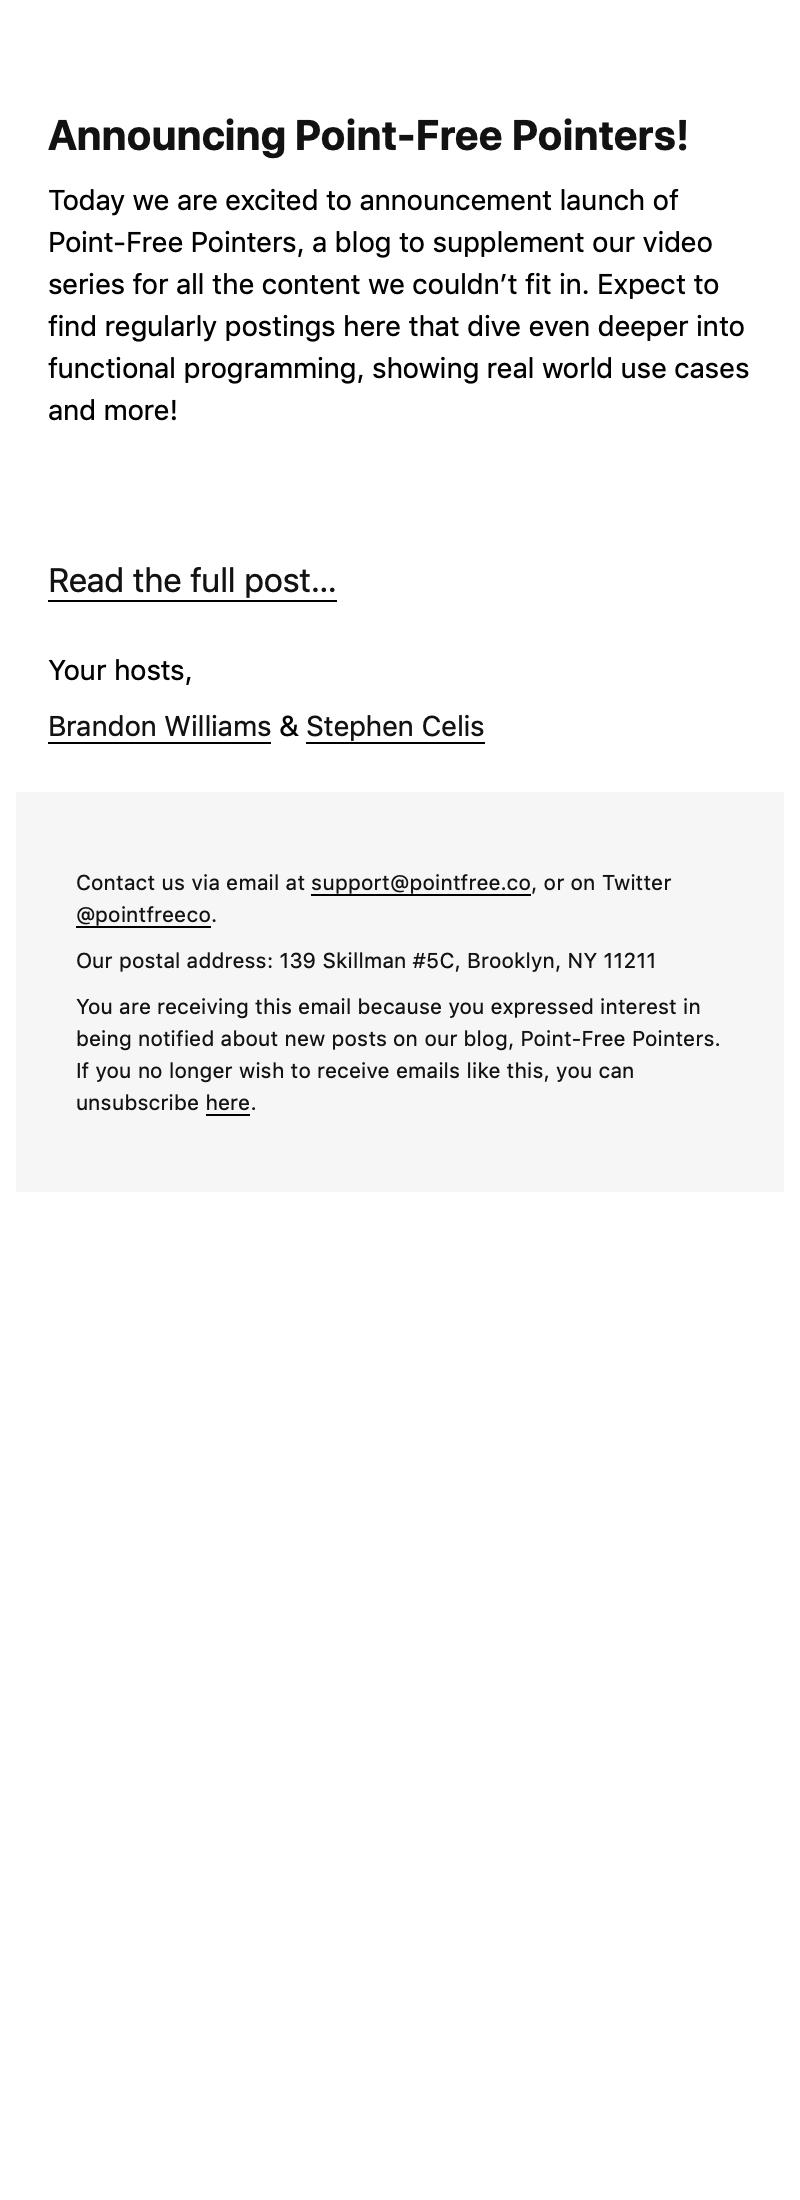 Announcing Point-Free Pointers!
Today we are excited to announcement launch of
Point-Free Pointers, a blog to supplement our video
series for all the content we couldn’t fit in. Expect to
find regularly postings here that dive even deeper into
functional programming, showing real world use cases
and more!
Read the full post…
Your hosts,
Brandon Williams & Stephen Celis
Contact us via email at support@pointfree.co, or on Twitter
@pointfreeco.
Our postal address: 139 Skillman #5C, Brooklyn, NY 11211
You are receiving this email because you expressed interest in
being notified about new posts on our blog, Point-Free Pointers.
If you no longer wish to receive emails like this, you can
unsubscribe here.